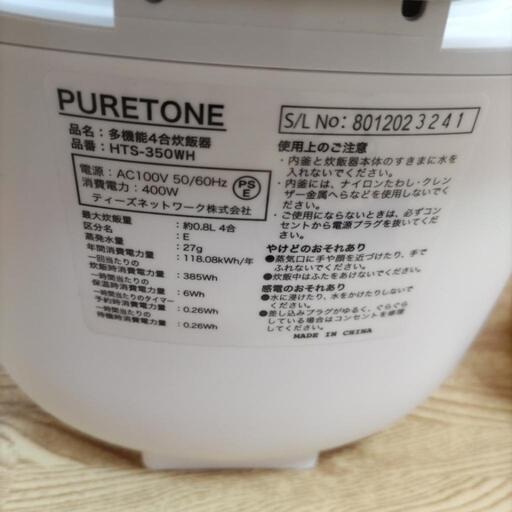 PURETONE
品名：多機能4合炊飯器
品番：HTS-350WH
電源：AC100V 50/60Hz
消費電力：400W
PS
E
ティーズネットワーク株式会社
最大炊飯量 ：約0.8L 4合
区分名 ：E
蒸発水量 ：27g
年間消費電力量 ：118.08kWh/年
一回当たりの
炊飯時消費電力量 ：385Wh
一時間当たりの
保温時消費電力量 ：6Wh
一時間当たりのタイマー
予約時消費電力量 ：0.26Wh
一時間当たりの
待機時消費電力量 ：0.26Wh
S/L No: 8012023241
使用上のご注意
・内釜と炊飯器本体のすきまに水を
入れないでください。
・内釜には、ナイロンたわし・クレン
ザー金属へらなどを使用しないでく
ださい。
・ご使用にならないときは、必ずコン
セントから電源プラグを抜いてくだ
さい。
やけどのおそれあり
●蒸気口に手や顔を近づけたり、手で
ふれないでください。
●炊飯中はふたをあけないでください。
感電のおそれあり
●水に浸けたり、水をかけたりしないで
ください。
●差し込みプラグがゆるく、ぐらぐら
している場合はコンセントを修理
してください。
MADE IN CHINA